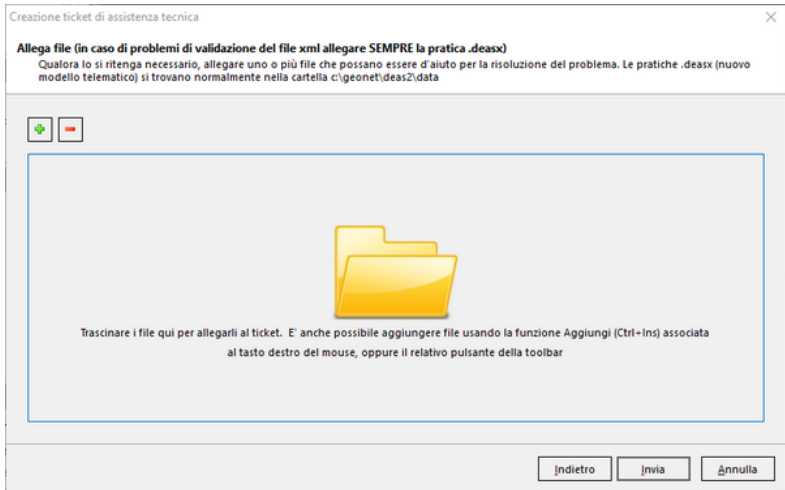 Creazione ticket di assistenza tecnica
Allega file (in caso di problemi di validazione del file xml allegare SEMPRE la pratica .deasx)
Qualora lo si ritenga necessario, allegare uno o più file che possano essere d'aiuto per la risoluzione del problema. Le pratiche .deasx (nuovo
modello telematico) si trovano normalmente nella cartella c:\geonet\deas2\data
Trascinare i file qui per allegarli al ticket. E' anche possibile aggiungere file usando la funzione Aggiungi (Ctrl+Ins) associata
al tasto destro del mouse, oppure il relativo pulsante della toolbar
Indietro Invia Annulla